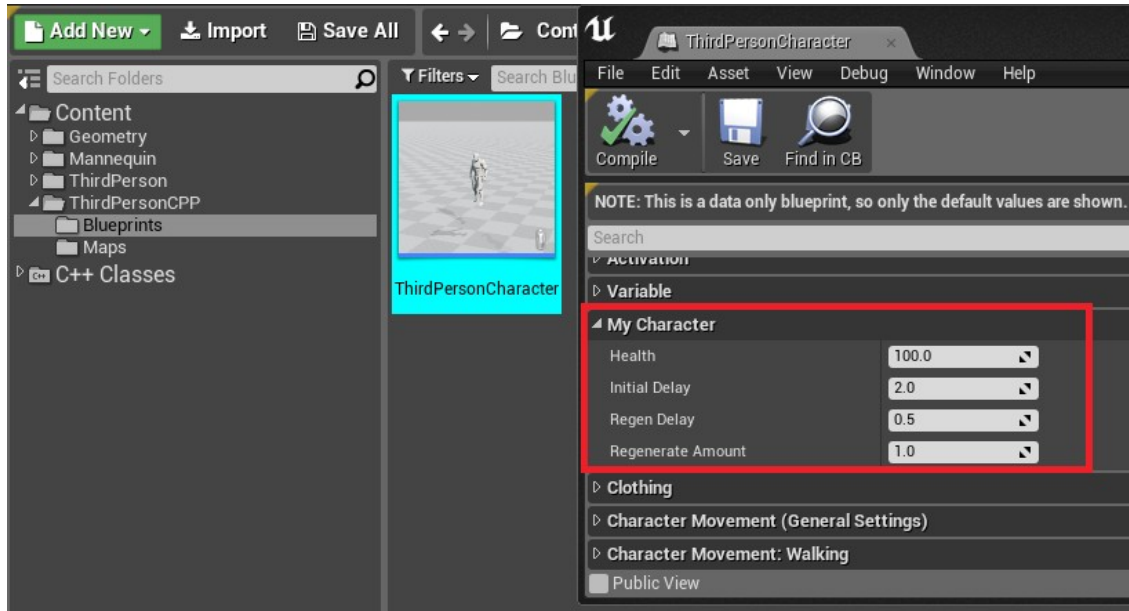 Add New
Import
Save All
Search Folders
Content
Geometry
Mannequin
ThirdPerson
ThirdPersonCPP
Blueprints
Maps
C++ Classes
Filters
ThirdPersonCharacter
ThirdPersonCharacter
File Edit Asset View Debug Window Help
Compile Save Find in CB
NOTE: This is a data only blueprint, so only the default values are shown.
Search
Activation
Variable
My Character
Health 100.0
Initial Delay 2.0
Regen Delay 0.5
Regenerate Amount 1.0
Clothing
Character Movement (General Settings)
Character Movement: Walking
Public View